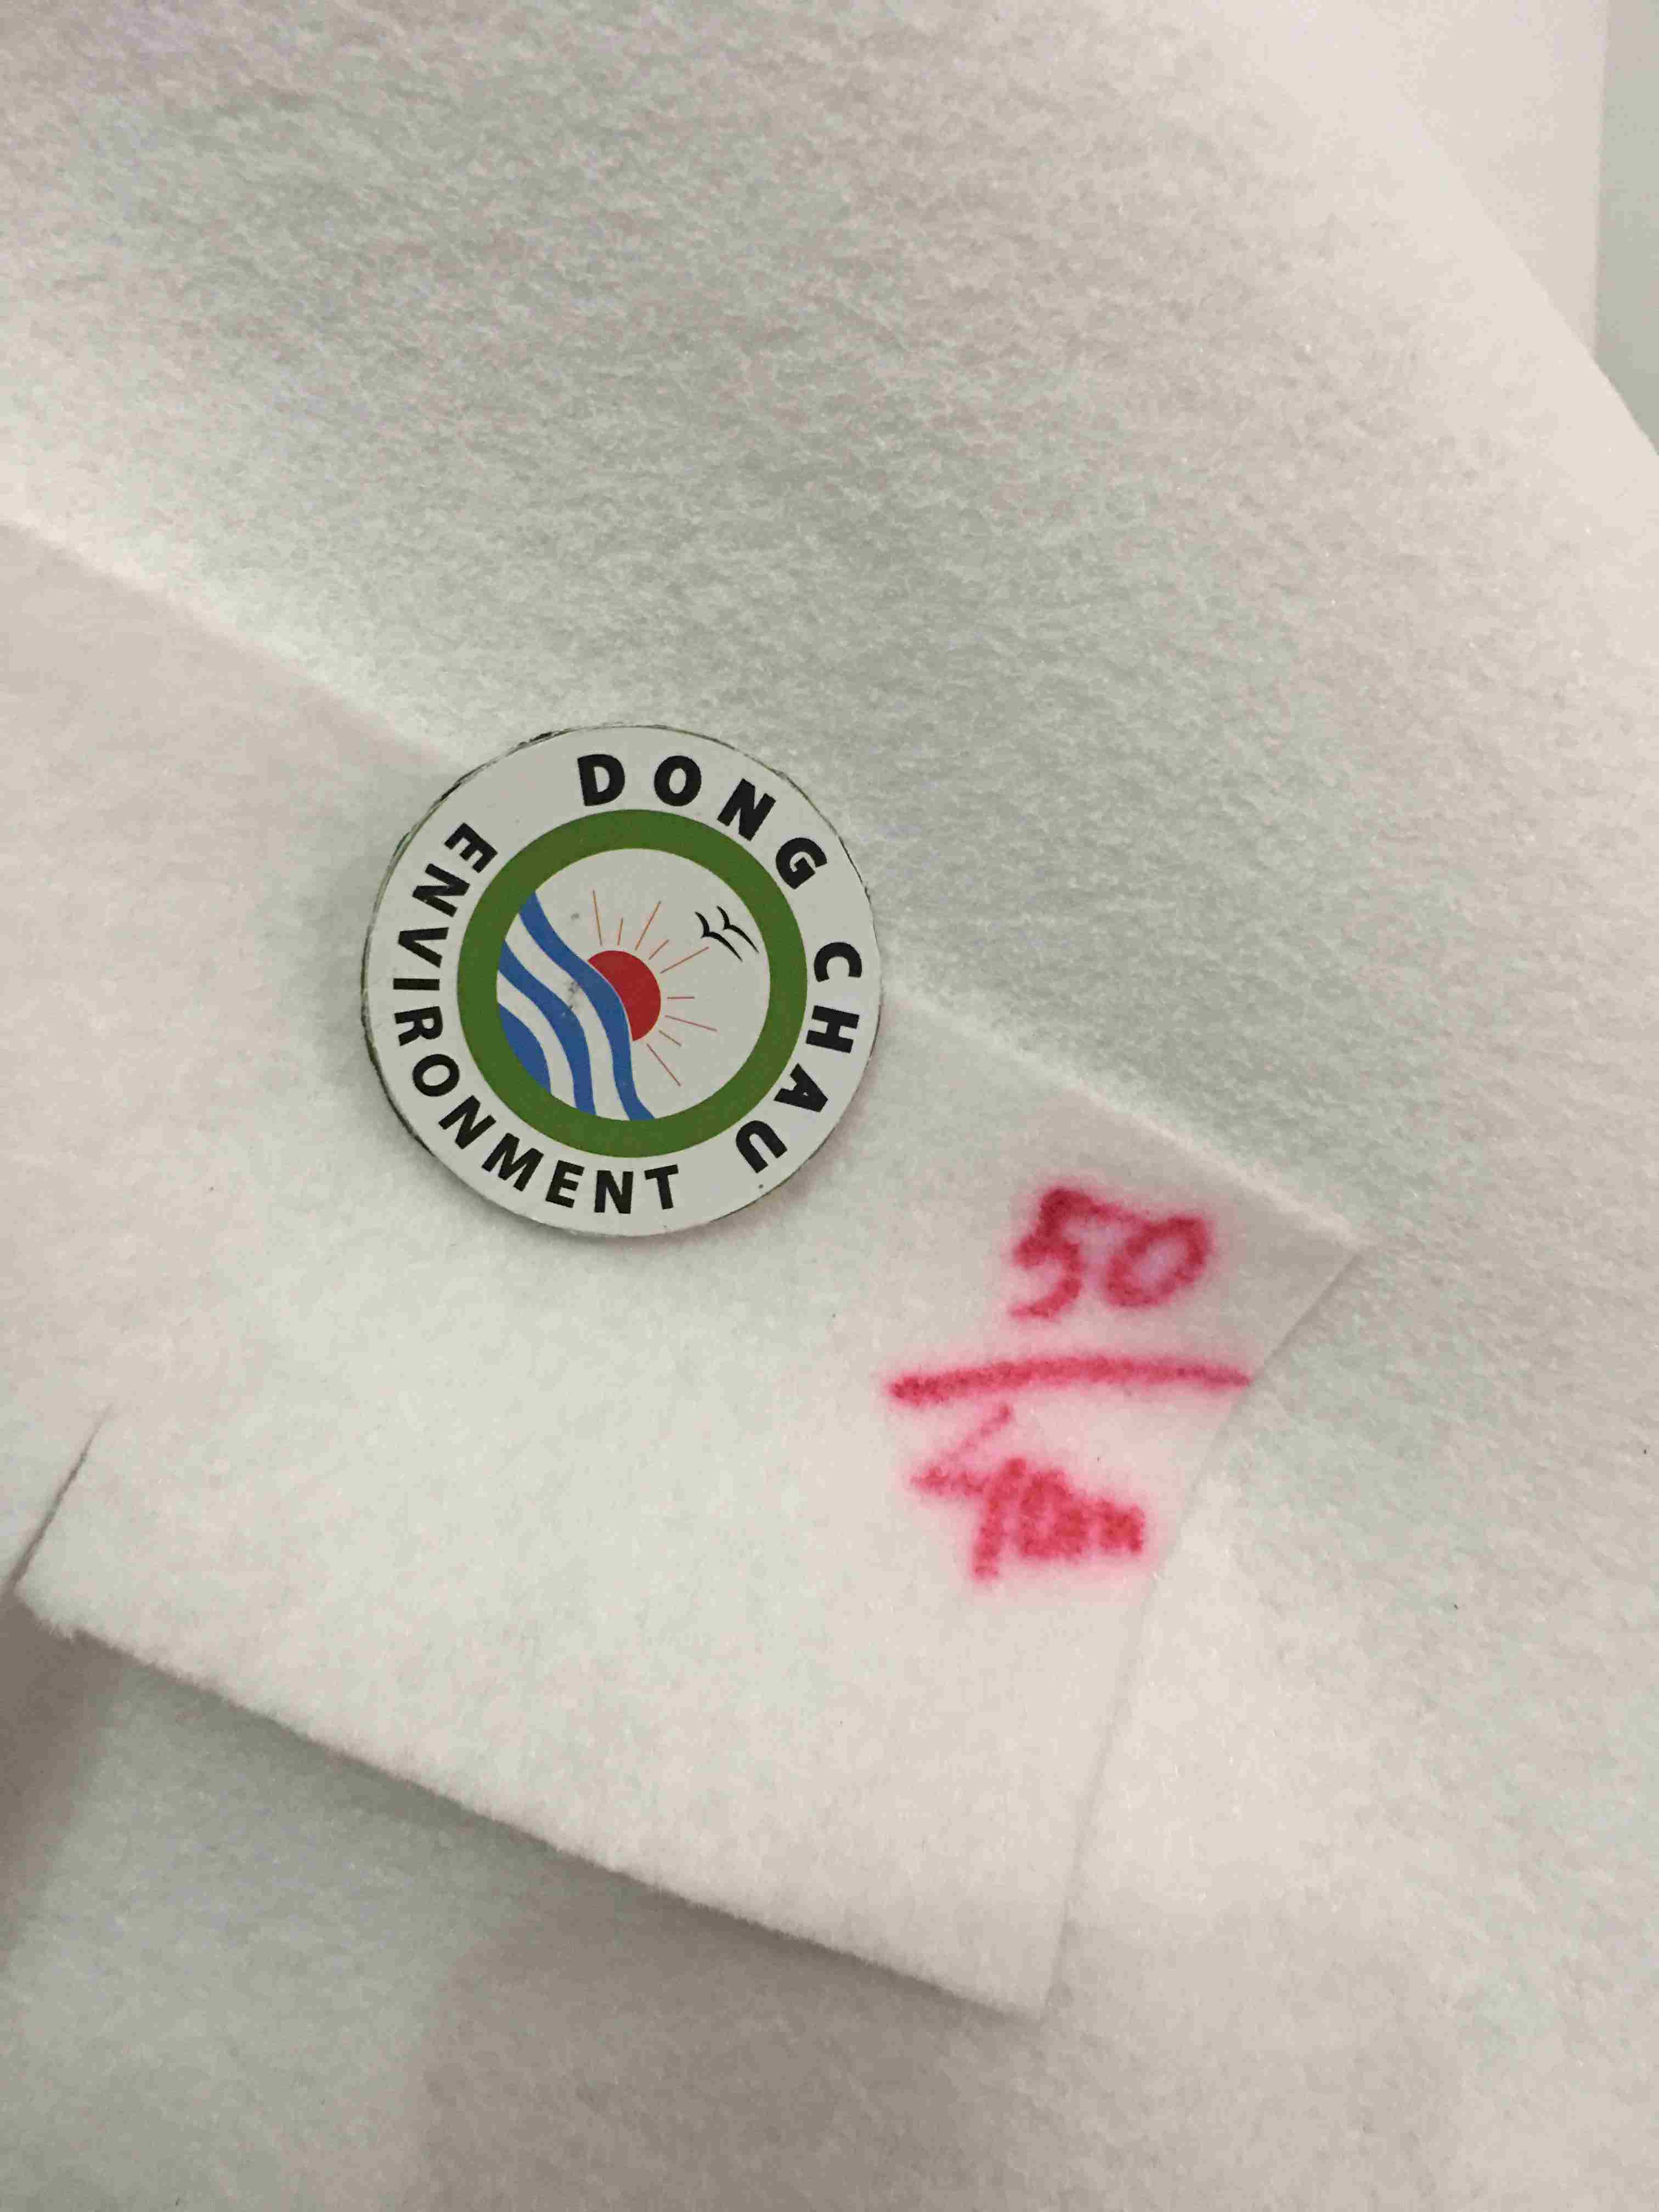 DONG CHAU
ENVIRONMENT
50